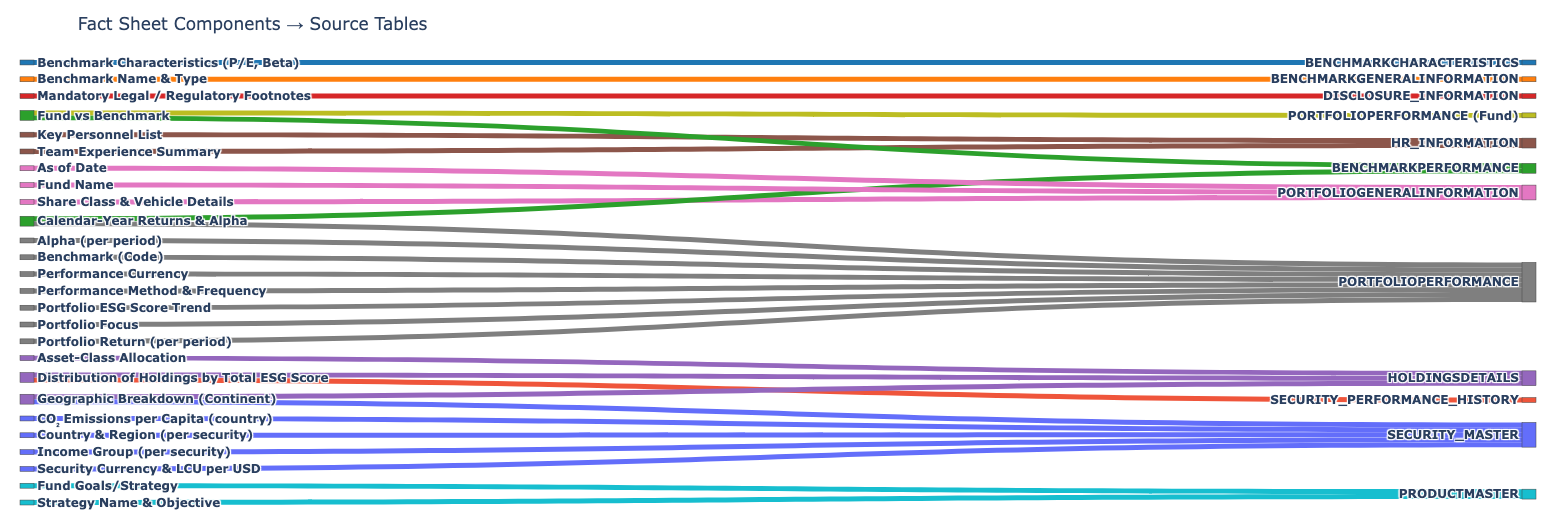 Fact Sheet Components → Source Tables
Benchmark Characteristics (P/E, Beta)
BENCHMARKCHARACTERISTICS
Benchmark Name & Type
BENCHMARKGENERALINFORMATION
Mandatory Legal / Regulatory Footnotes
DISCLOSURE_INFORMATION
Fund vs Benchmark
PORTFOLIOPERFORMANCE (Fund)
Key Personnel List
HR_INFORMATION
Team Experience Summary
As of Date
BENCHMARKPERFORMANCE
Fund Name
PORTFOLIOGENERALINFORMATION
Share Class & Vehicle Details
Calendar-Year Returns & Alpha
Alpha (per period)
Benchmark (Code)
Performance Currency
PORTFOLIOPERFORMANCE
Performance Method & Frequency
Portfolio ESG Score Trend
Portfolio Focus
Portfolio Return (per period)
Asset-Class Allocation
Distribution of Holdings by Total ESG Score
HOLDINGSDETAILS
Geographic Breakdown (Continent)
SECURITY_PERFORMANCE_HISTORY
CO₂ Emissions per Capita (country)
Country & Region (per security)
SECURITY_MASTER
Income Group (per security)
Security Currency & LCU per USD
Fund Goals/Strategy
PRODUCTMASTER
Strategy Name & Objective